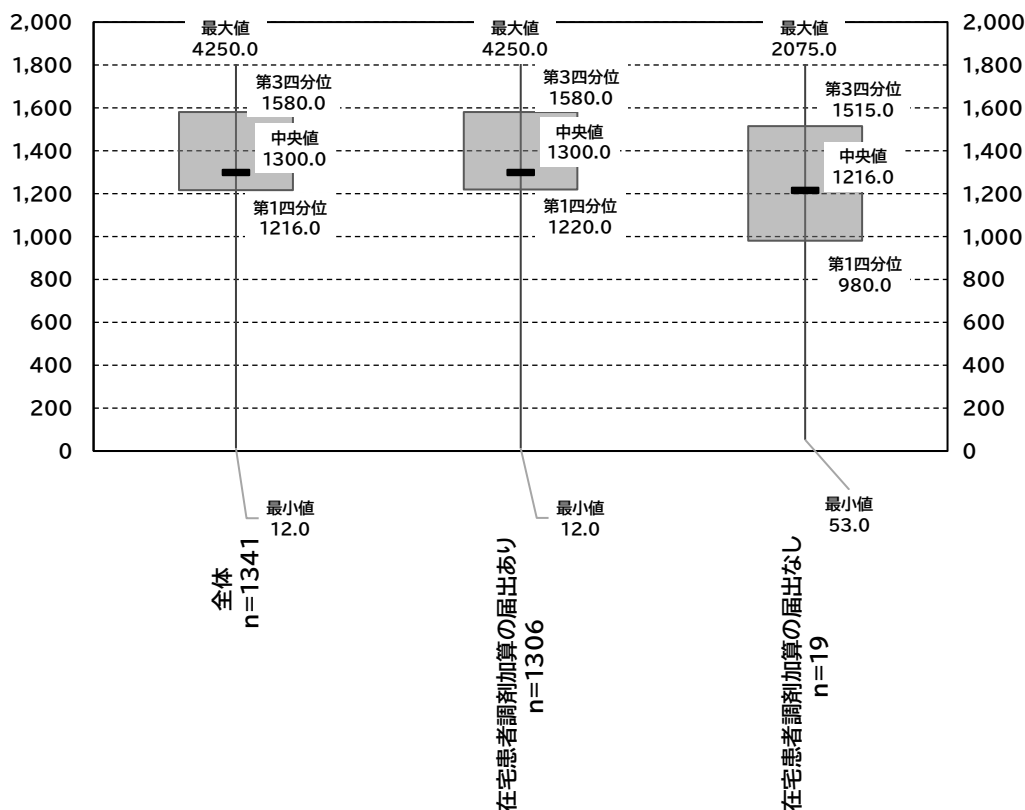 2,000
1,800
1,600
1,400
1,200
1,000
800
600
400
200
0
最大値
4250.0
第3四分位
1580.0
中央値
1300.0
第1四分位
1216.0
最小値
12.0
最大値
4250.0
第3四分位
1580.0
中央値
1300.0
第1四分位
1220.0
最小値
12.0
最大値
2075.0
第3四分位
1515.0
中央値
1216.0
第1四分位
980.0
最小値
53.0
2,000
1,800
1,600
1,400
1,200
1,000
800
600
400
200
0
全体
n=1341
在宅患者調剤加算の届出あり
n=1306
在宅患者調剤加算の届出なし
n=19